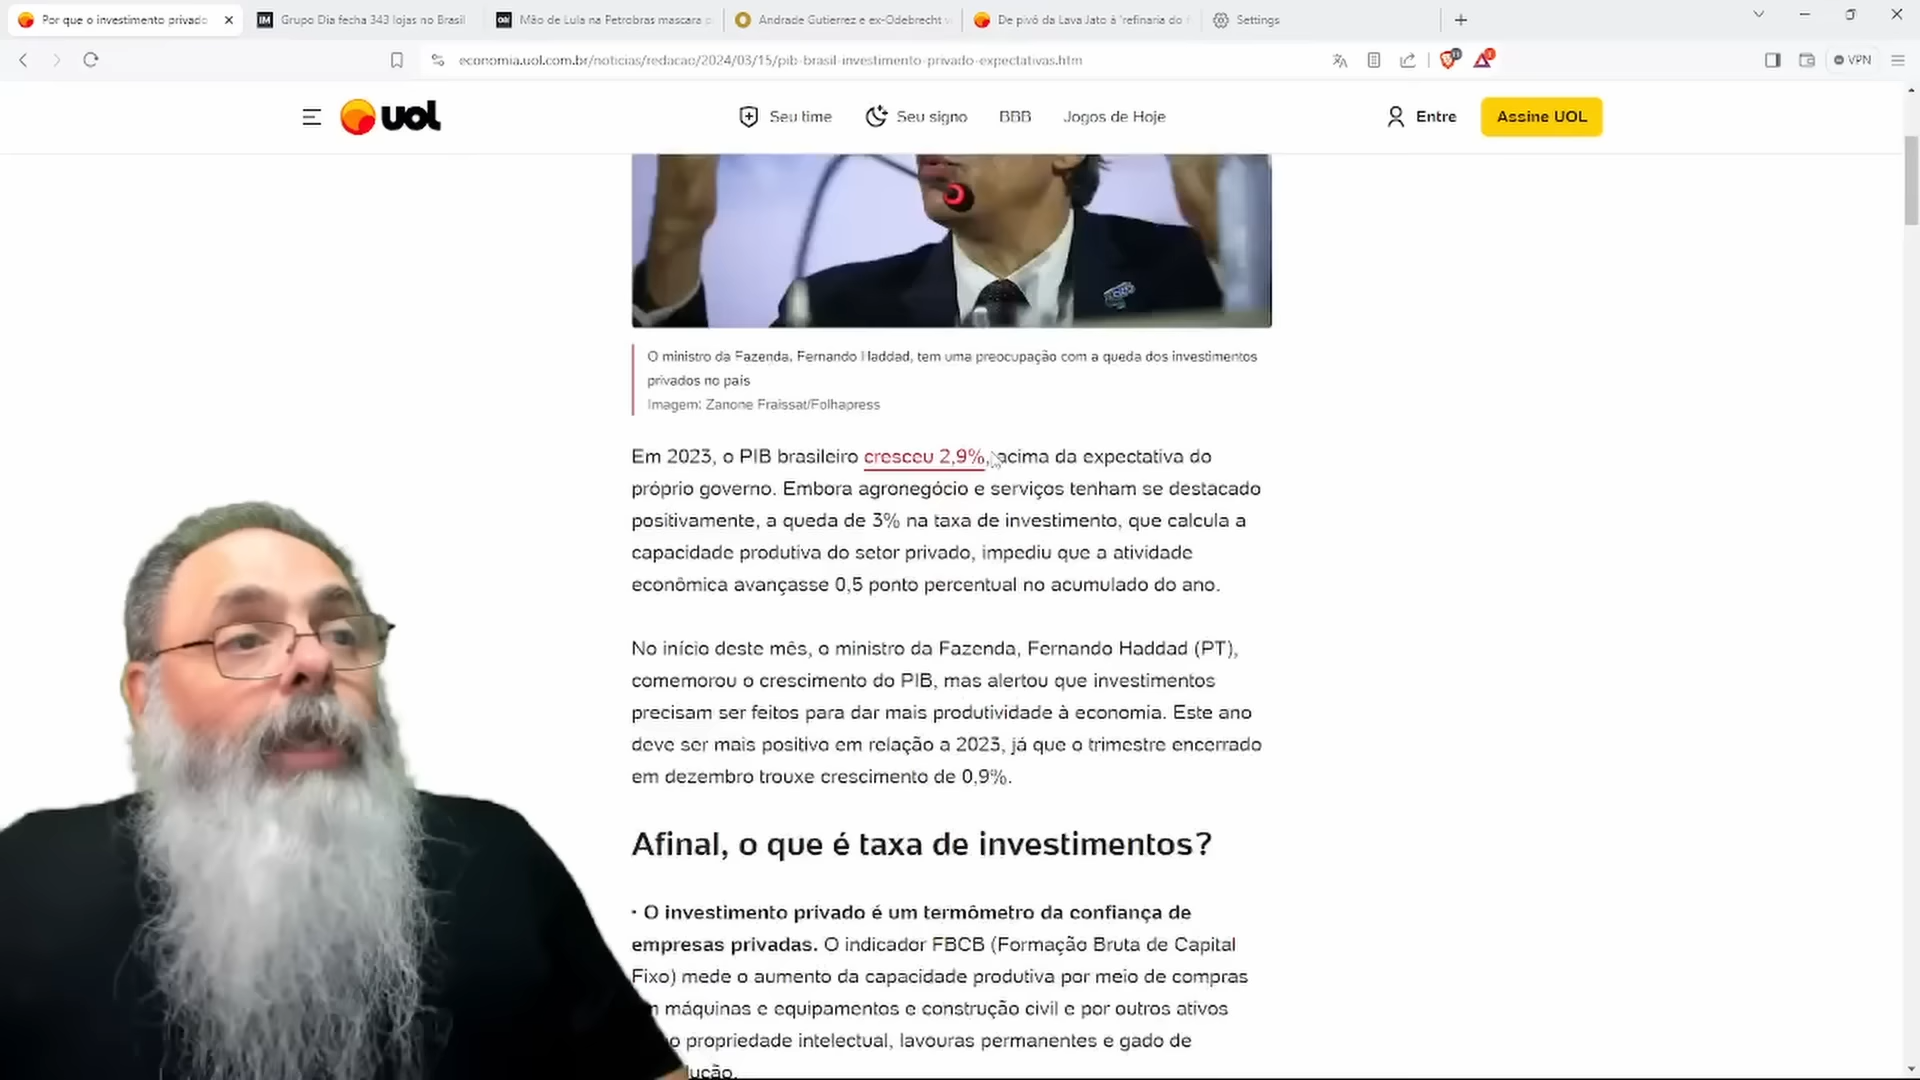 Por que o investimento privado
Grupo Dia fecha 343 lojas no Brasil
Mão de Lula na Petrobras mascara
Andrade Gutierrez e ex-Odebrecht
De pivô da Lava Jato à 'refinaria do
Settings
economia.uol.com.br/noticias/redacao/2024/03/15/pib-brasil-investimento-privado-expectativas.htm
VPN
uol
Seu time
Seu signo
BBB
Jogos de Hoje
Entre
Assine UOL
O ministro da Fazenda, Fernando Haddad, tem uma preocupação com a queda dos investimentos
privados no país
Imagem: Zanone Fraissat/Folhapress
Em 2023, o PIB brasileiro cresceu 2,9%, acima da expectativa do
próprio governo. Embora agronegócio e serviços tenham se destacado
positivamente, a queda de 3% na taxa de investimento, que calcula a
capacidade produtiva do setor privado, impediu que a atividade
econômica avançasse 0,5 ponto percentual no acumulado do ano.
No início deste mês, o ministro da Fazenda, Fernando Haddad (PT),
comemorou o crescimento do PIB, mas alertou que investimentos
precisam ser feitos para dar mais produtividade à economia. Este ano
deve ser mais positivo em relação a 2023, já que o trimestre encerrado
em dezembro trouxe crescimento de 0,9%.
Afinal, o que é taxa de investimentos?
· O investimento privado é um termômetro da confiança de
empresas privadas. O indicador FBCB (Formação Bruta de Capital
Fixo) mede o aumento da capacidade produtiva por meio de compras
máquinas e equipamentos e construção civil e por outros ativos
propriedade intelectual, lavouras permanentes e gado de